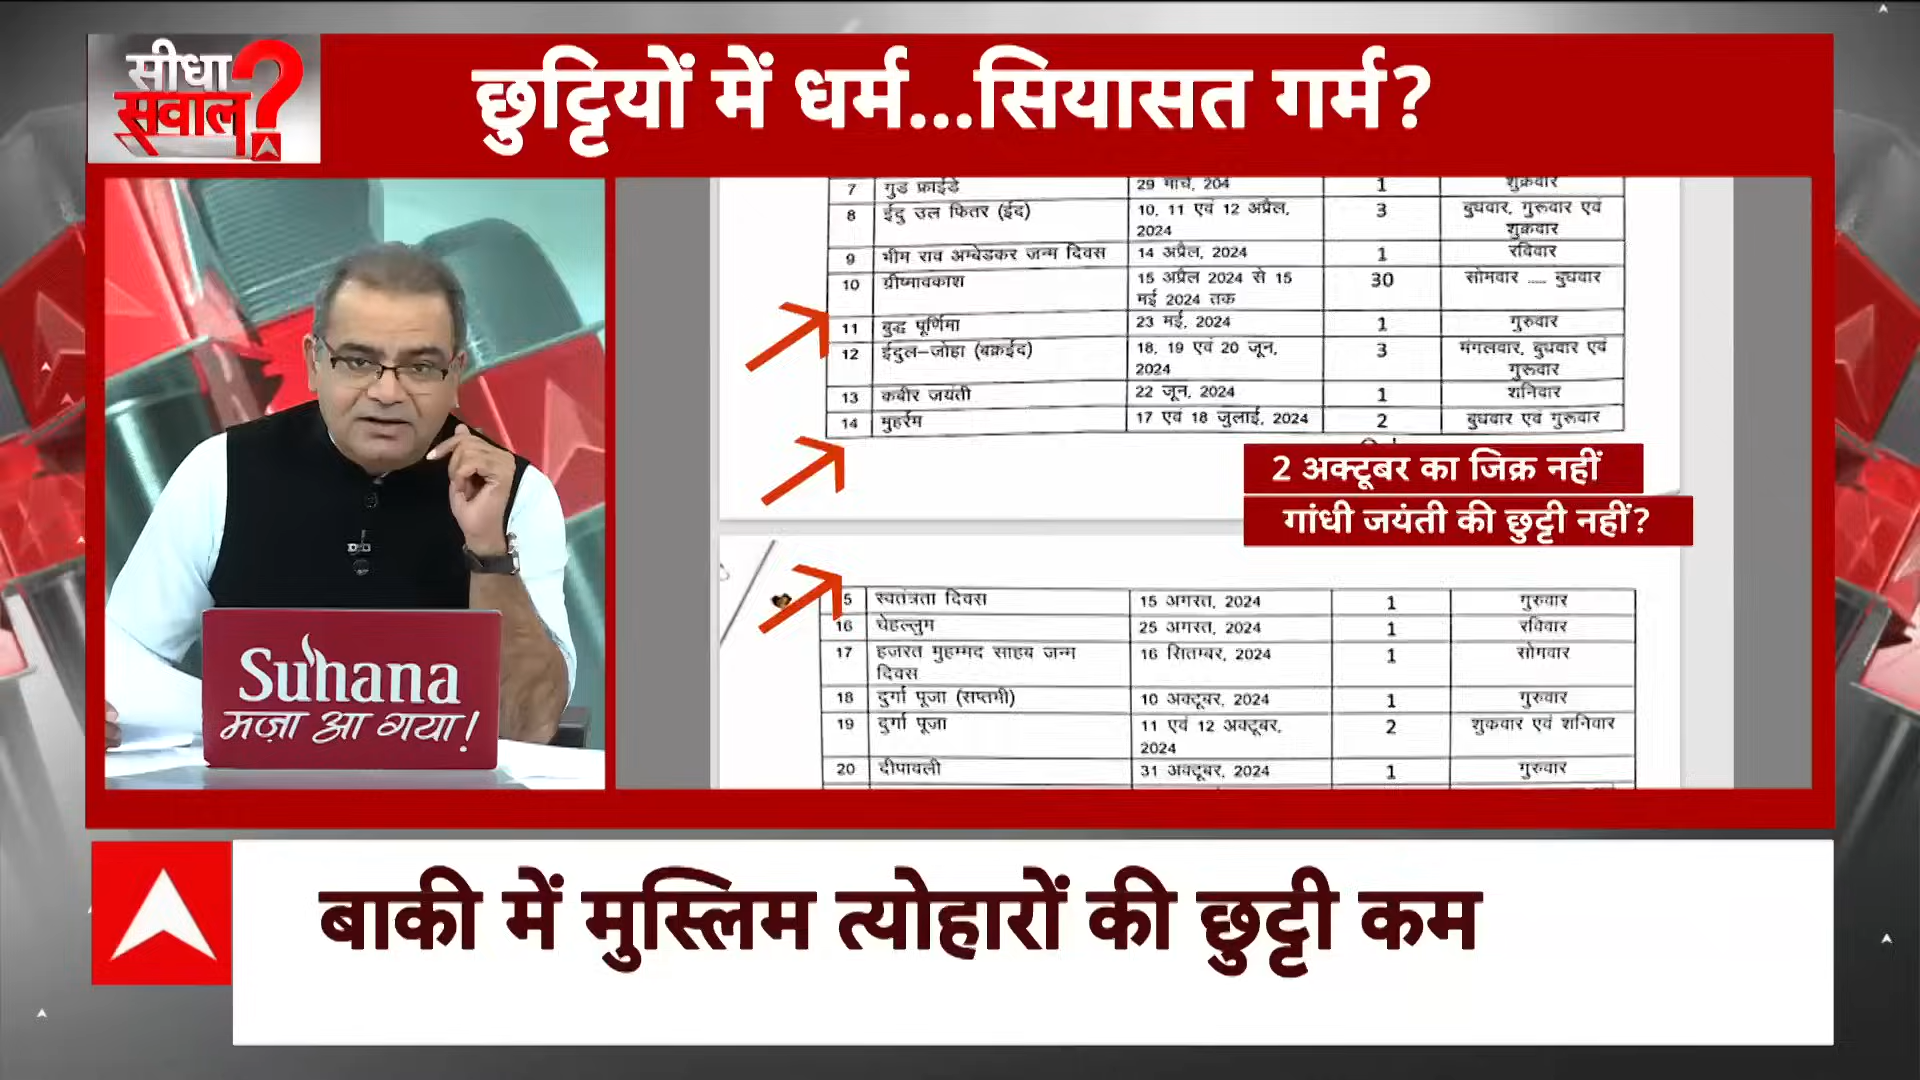 सीधा
सवाल?
छुट्टियों में धर्म...सियासत गर्म?
7 गुड फ्राईडे 29 मार्च, 204 1 शुक्रवार
8 ईदु उल फितर (ईद) 10, 11 एवं 12 अप्रैल, 3 बुधवार, गुरूवार एवं
2024 शुक्रवार
9 भीम राव अम्बेडकर जन्म दिवस 14 अप्रैल, 2024 1 रविवार
10 ग्रीष्मावकाश 15 अप्रैल 2024 से 15 30 सोमवार ..... बुधवार
मई 2024 तक
11 बुद्ध पूर्णिमा 23 मई, 2024 1 गुरुवार
12 ईदुल-जोहा (बक्रईद) 18, 19 एवं 20 जून, 3 मंगलवार, बुधवार एवं
2024 गुरूवार
13 कबीर जयंती 22 जून, 2024 1 शनिवार
14 मुहर्रम 17 एवं 18 जुलाई, 2024 2 बुधवार एवं गुरूवार
2 अक्टूबर का जिक्र नहीं
गांधी जयंती की छुट्टी नहीं?
5 स्वतंत्रता दिवस 15 अगस्त, 2024 1 गुरुवार
16 चेहल्लुम 25 अगस्त, 2024 1 रविवार
17 हजरत मुहम्मद साहब जन्म 16 सितम्बर, 2024 1 सोमवार
दिवस
18 दुर्गा पूजा (सप्तमी) 10 अक्टूबर, 2024 1 गुरुवार
19 दुर्गा पूजा 11 एवं 12 अक्टूबर, 2 शुकवार एवं शनिवार
2024
20 दीपावली 31 अक्टूबर, 2024 1 गुरुवार
Suhana
मज़ा आ गया!
बाकी में मुस्लिम त्योहारों की छुट्टी कम